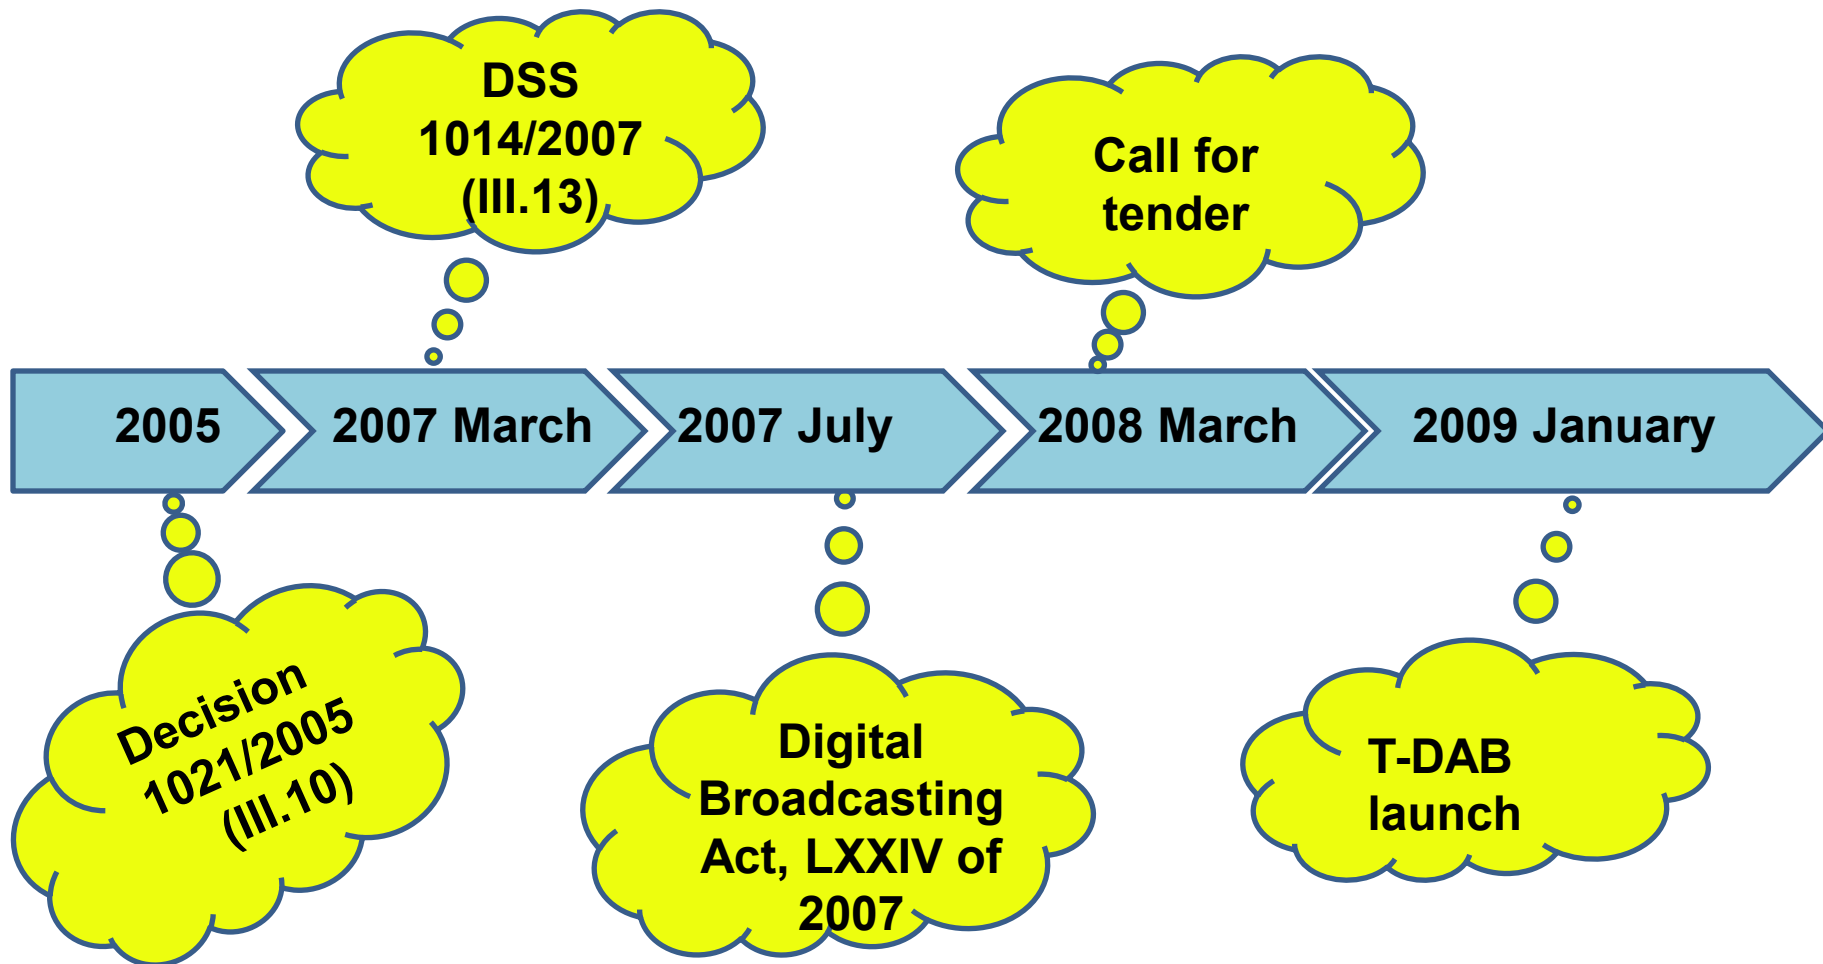 DSS
1014/2007
(III.13)
Call for
tender
2005
2007 March
2007 July
2008 March
2009 January
Decision
1021/2005
(III.10)
Digital
Broadcasting
Act, LXXIV of
2007
T-DAB
launch